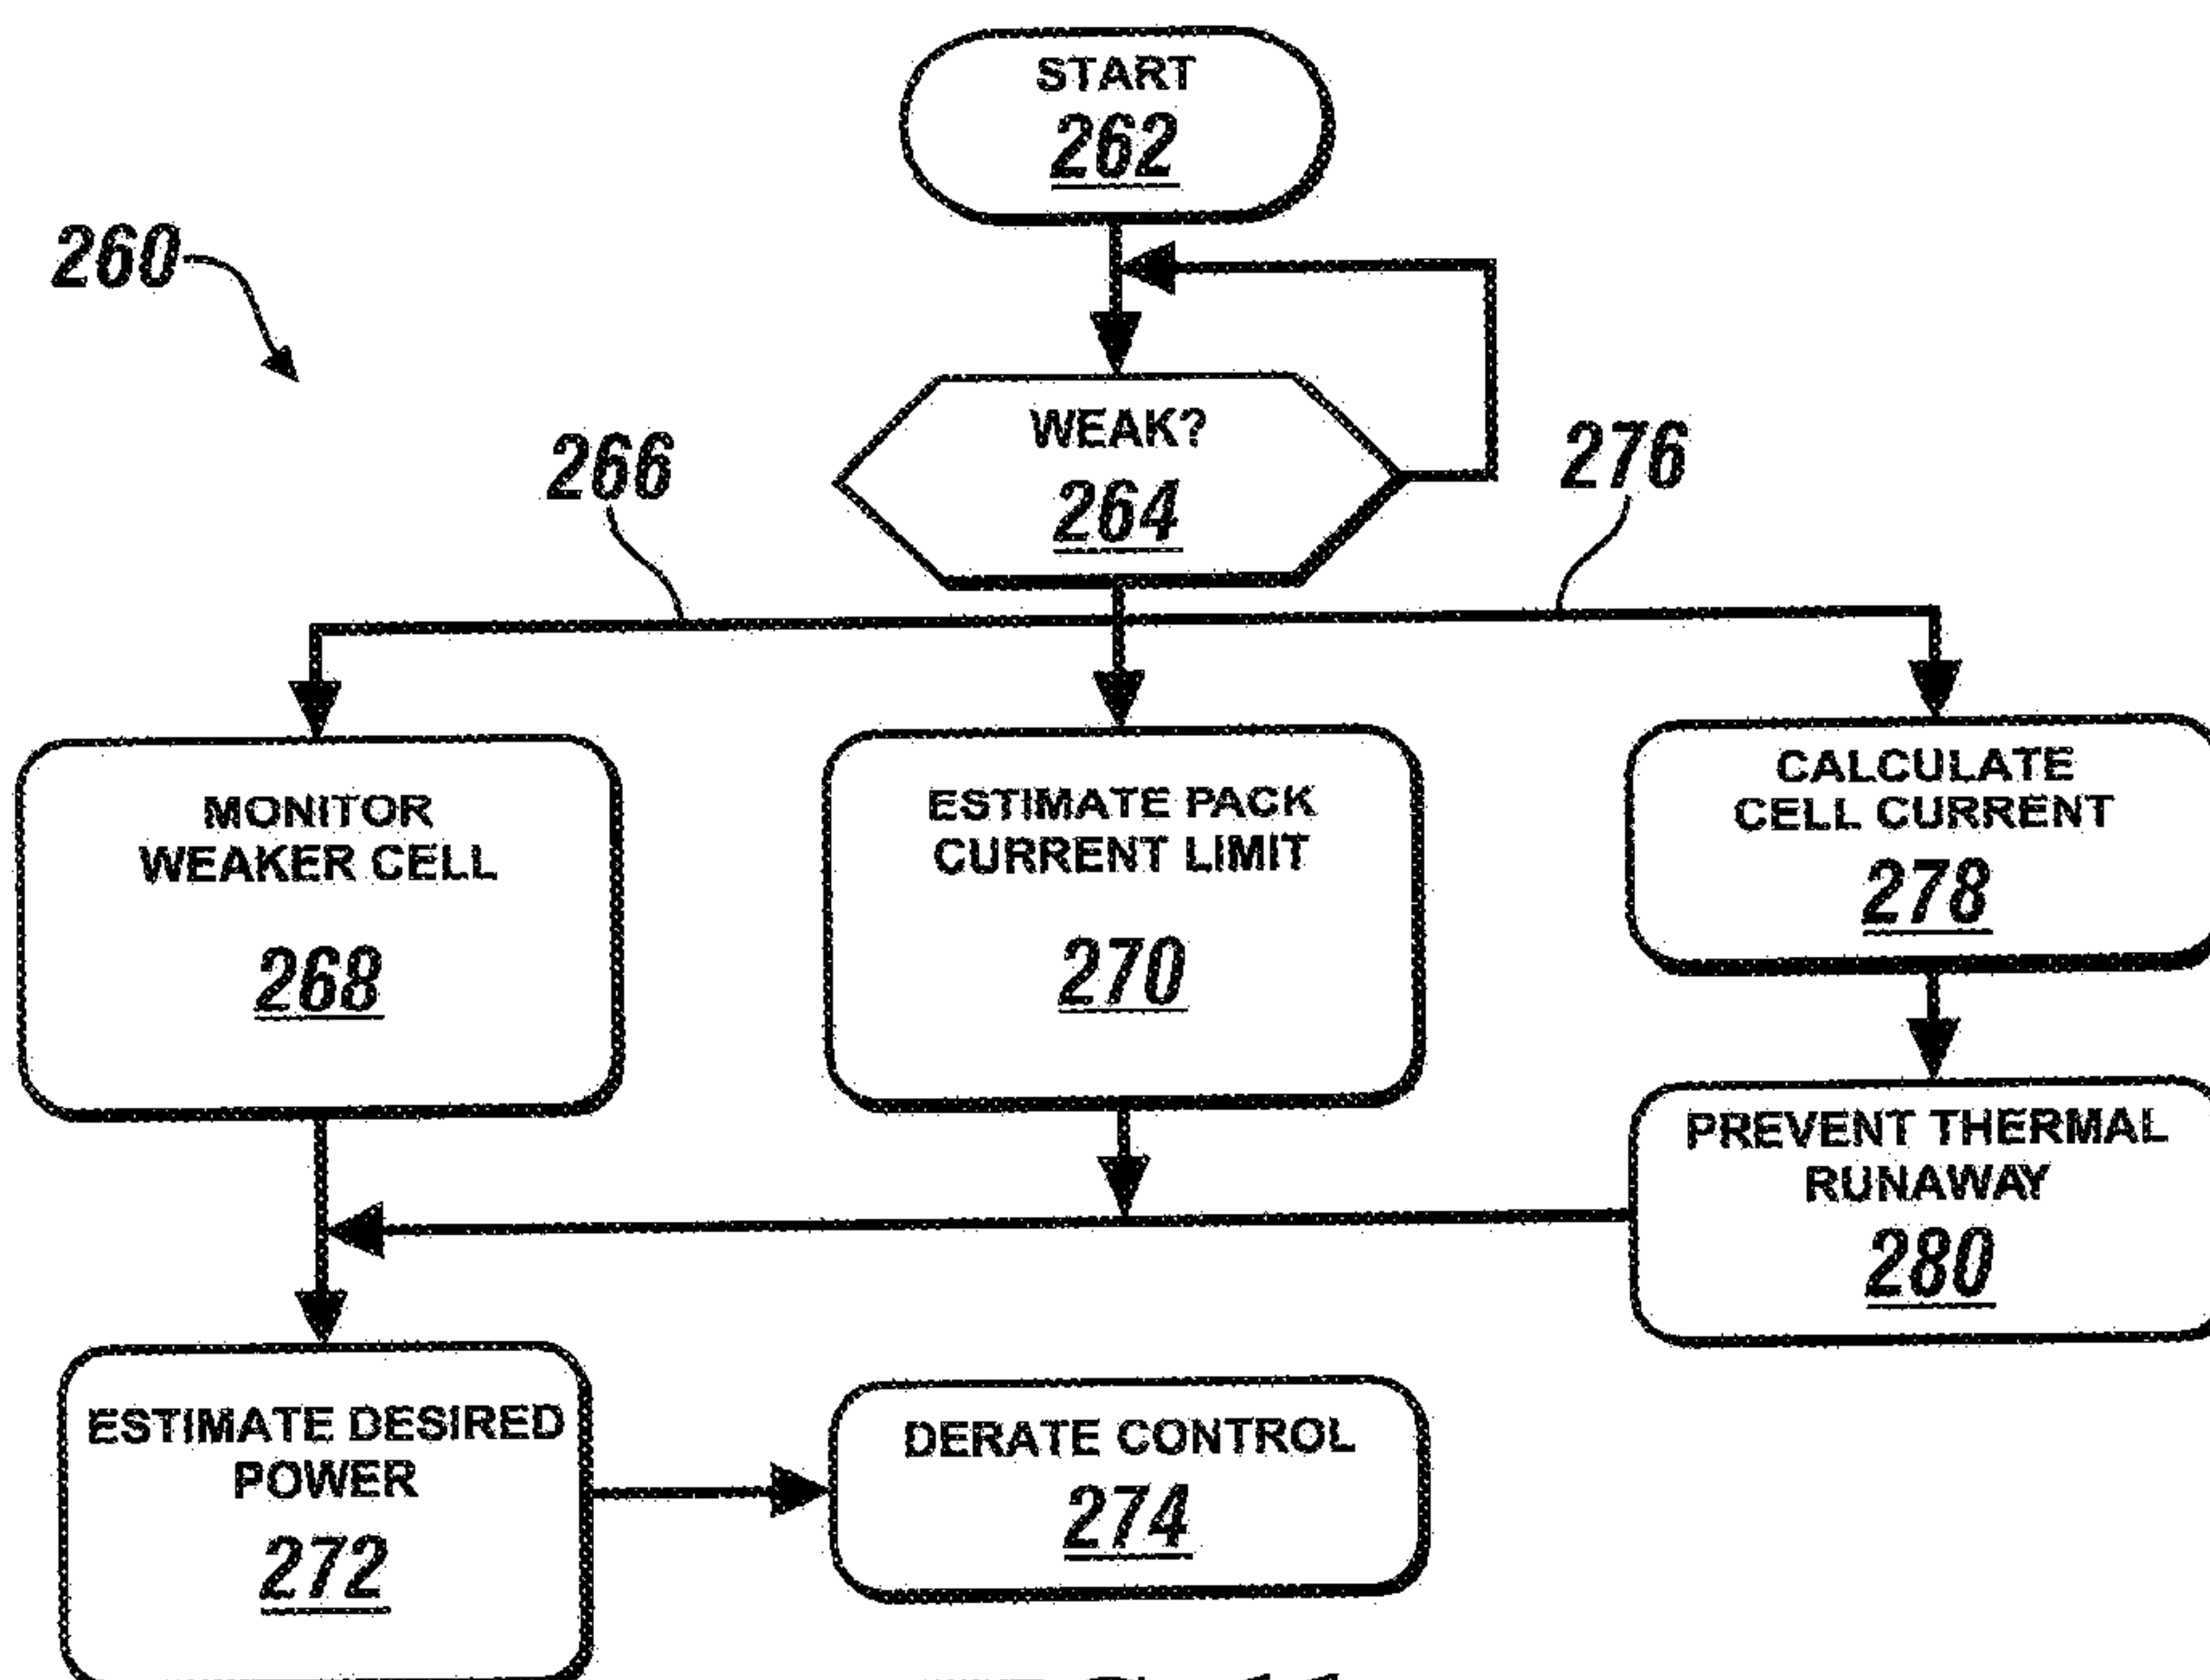 START
262
260
WEAK?
264
266
276
MONITOR
WEAKER CELL
268
ESTIMATE PACK
CURRENT LIMIT
270
CALCULATE
CELL CURRENT
278
PREVENT THERMAL
RUNAWAY
280
ESTIMATE DESIRED
POWER
272
DERATE CONTROL
274